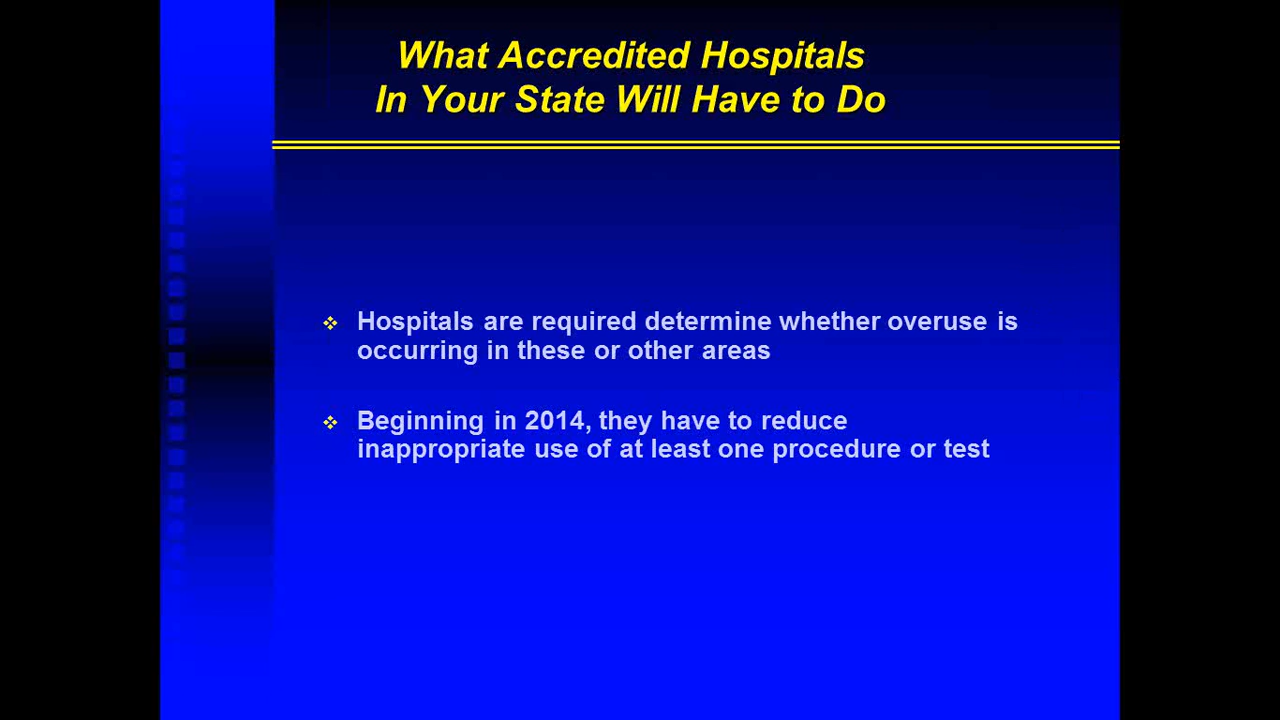 What Accredited Hospitals
In Your State Will Have to Do
❖ Hospitals are required determine whether overuse is
occurring in these or other areas
❖ Beginning in 2014, they have to reduce
inappropriate use of at least one procedure or test